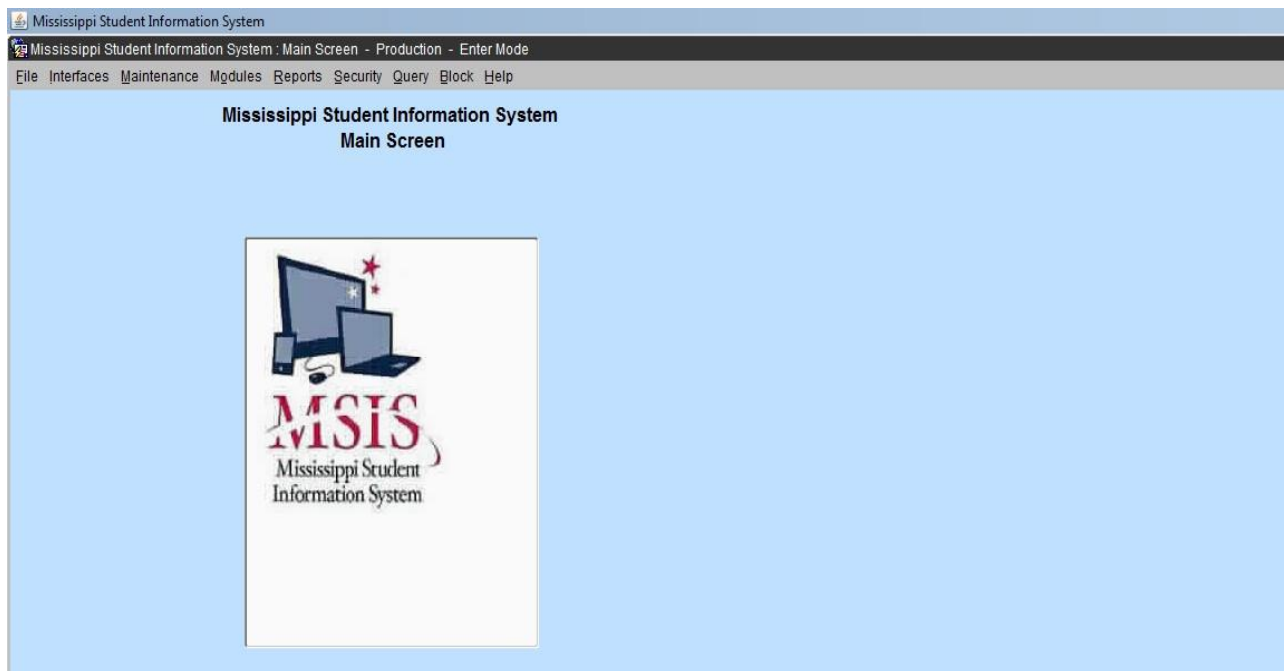 Mississippi Student Information System
Mississippi Student Information System : Main Screen - Production - Enter Mode
File Interfaces Maintenance Modules Reports Security Query Block Help
Mississippi Student Information System
Main Screen
MSIS
Mississippi Student
Information System